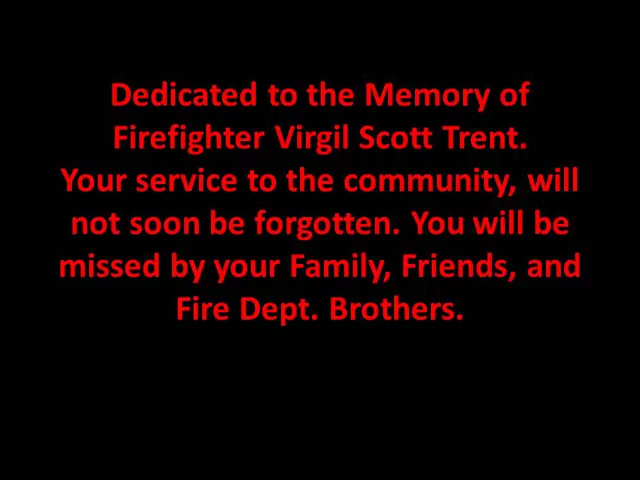 Dedicated to the Memory of
Firefighter Virgil Scott Trent.
Your service to the community, will
not soon be forgotten. You will be
missed by your Family, Friends, and
Fire Dept. Brothers.